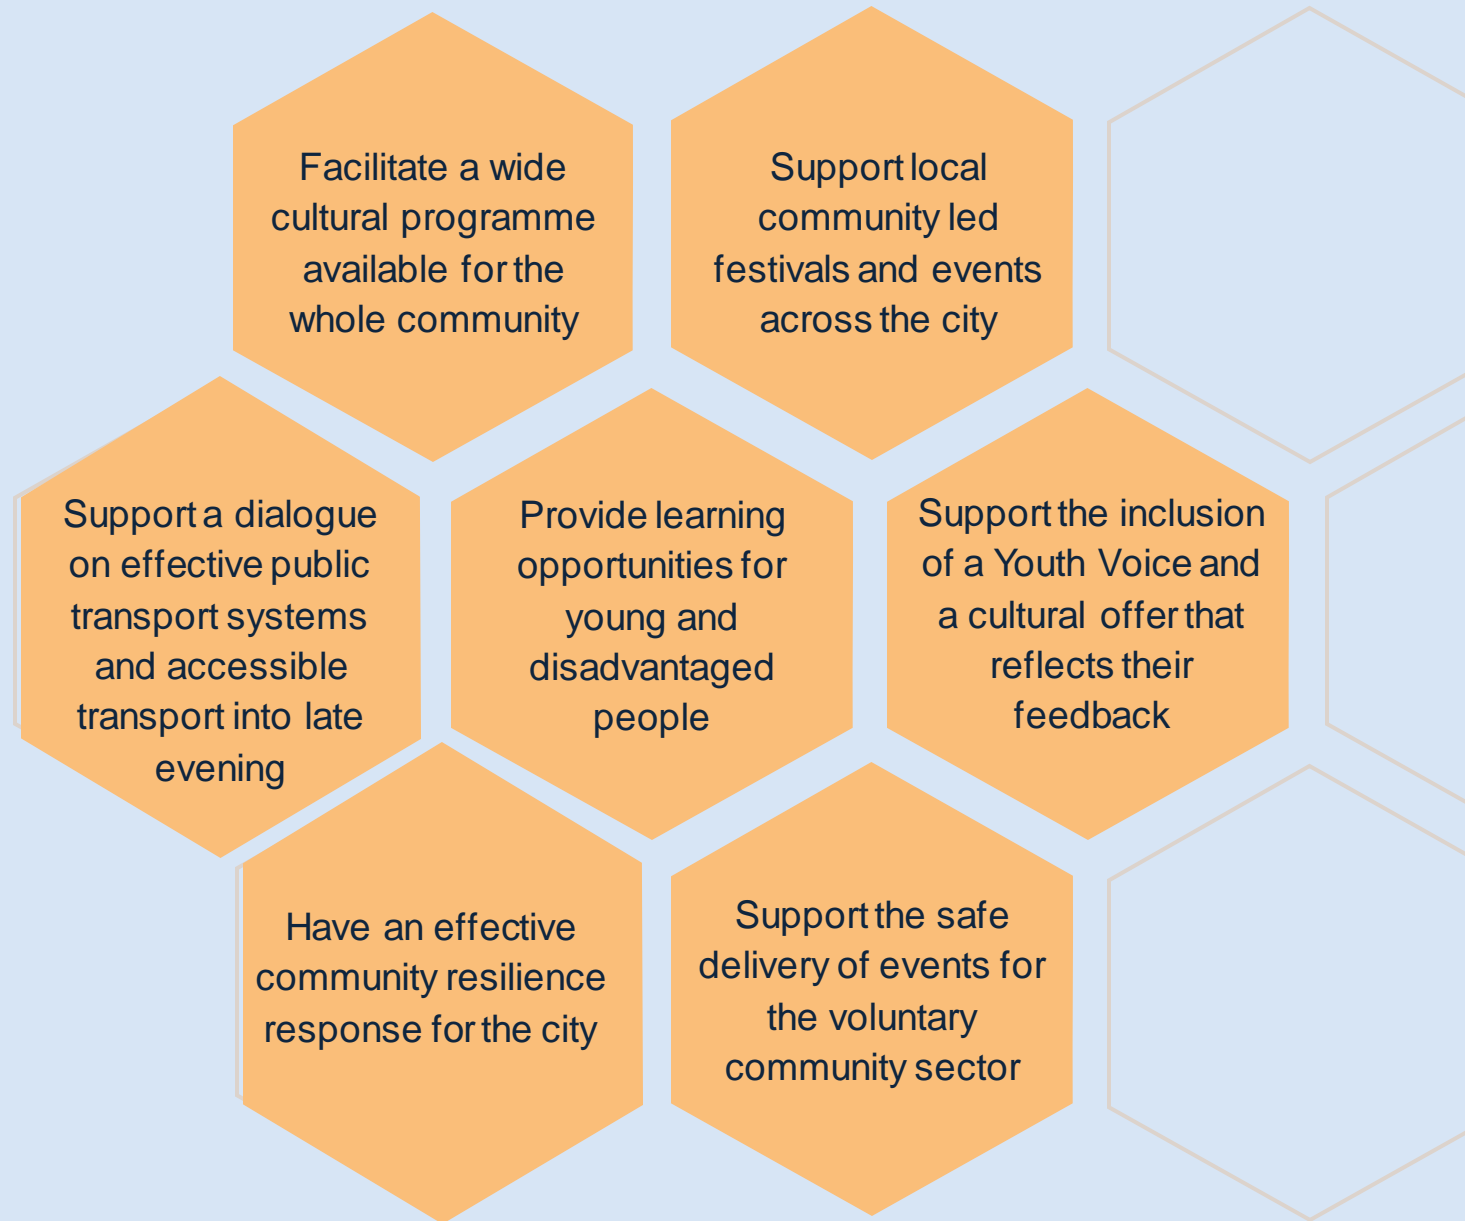 Facilitate a wide
cultural programme
available for the
whole community
Support local
community led
festivals and events
across the city
Support a dialogue
on effective public
transport systems
and accessible
transport into late
evening
Provide learning
opportunities for
young and
disadvantaged
people
Support the inclusion
of a Youth Voice and
a cultural offer that
reflects their
feedback
Have an effective
community resilience
response for the city
Support the safe
delivery of events for
the voluntary
community sector